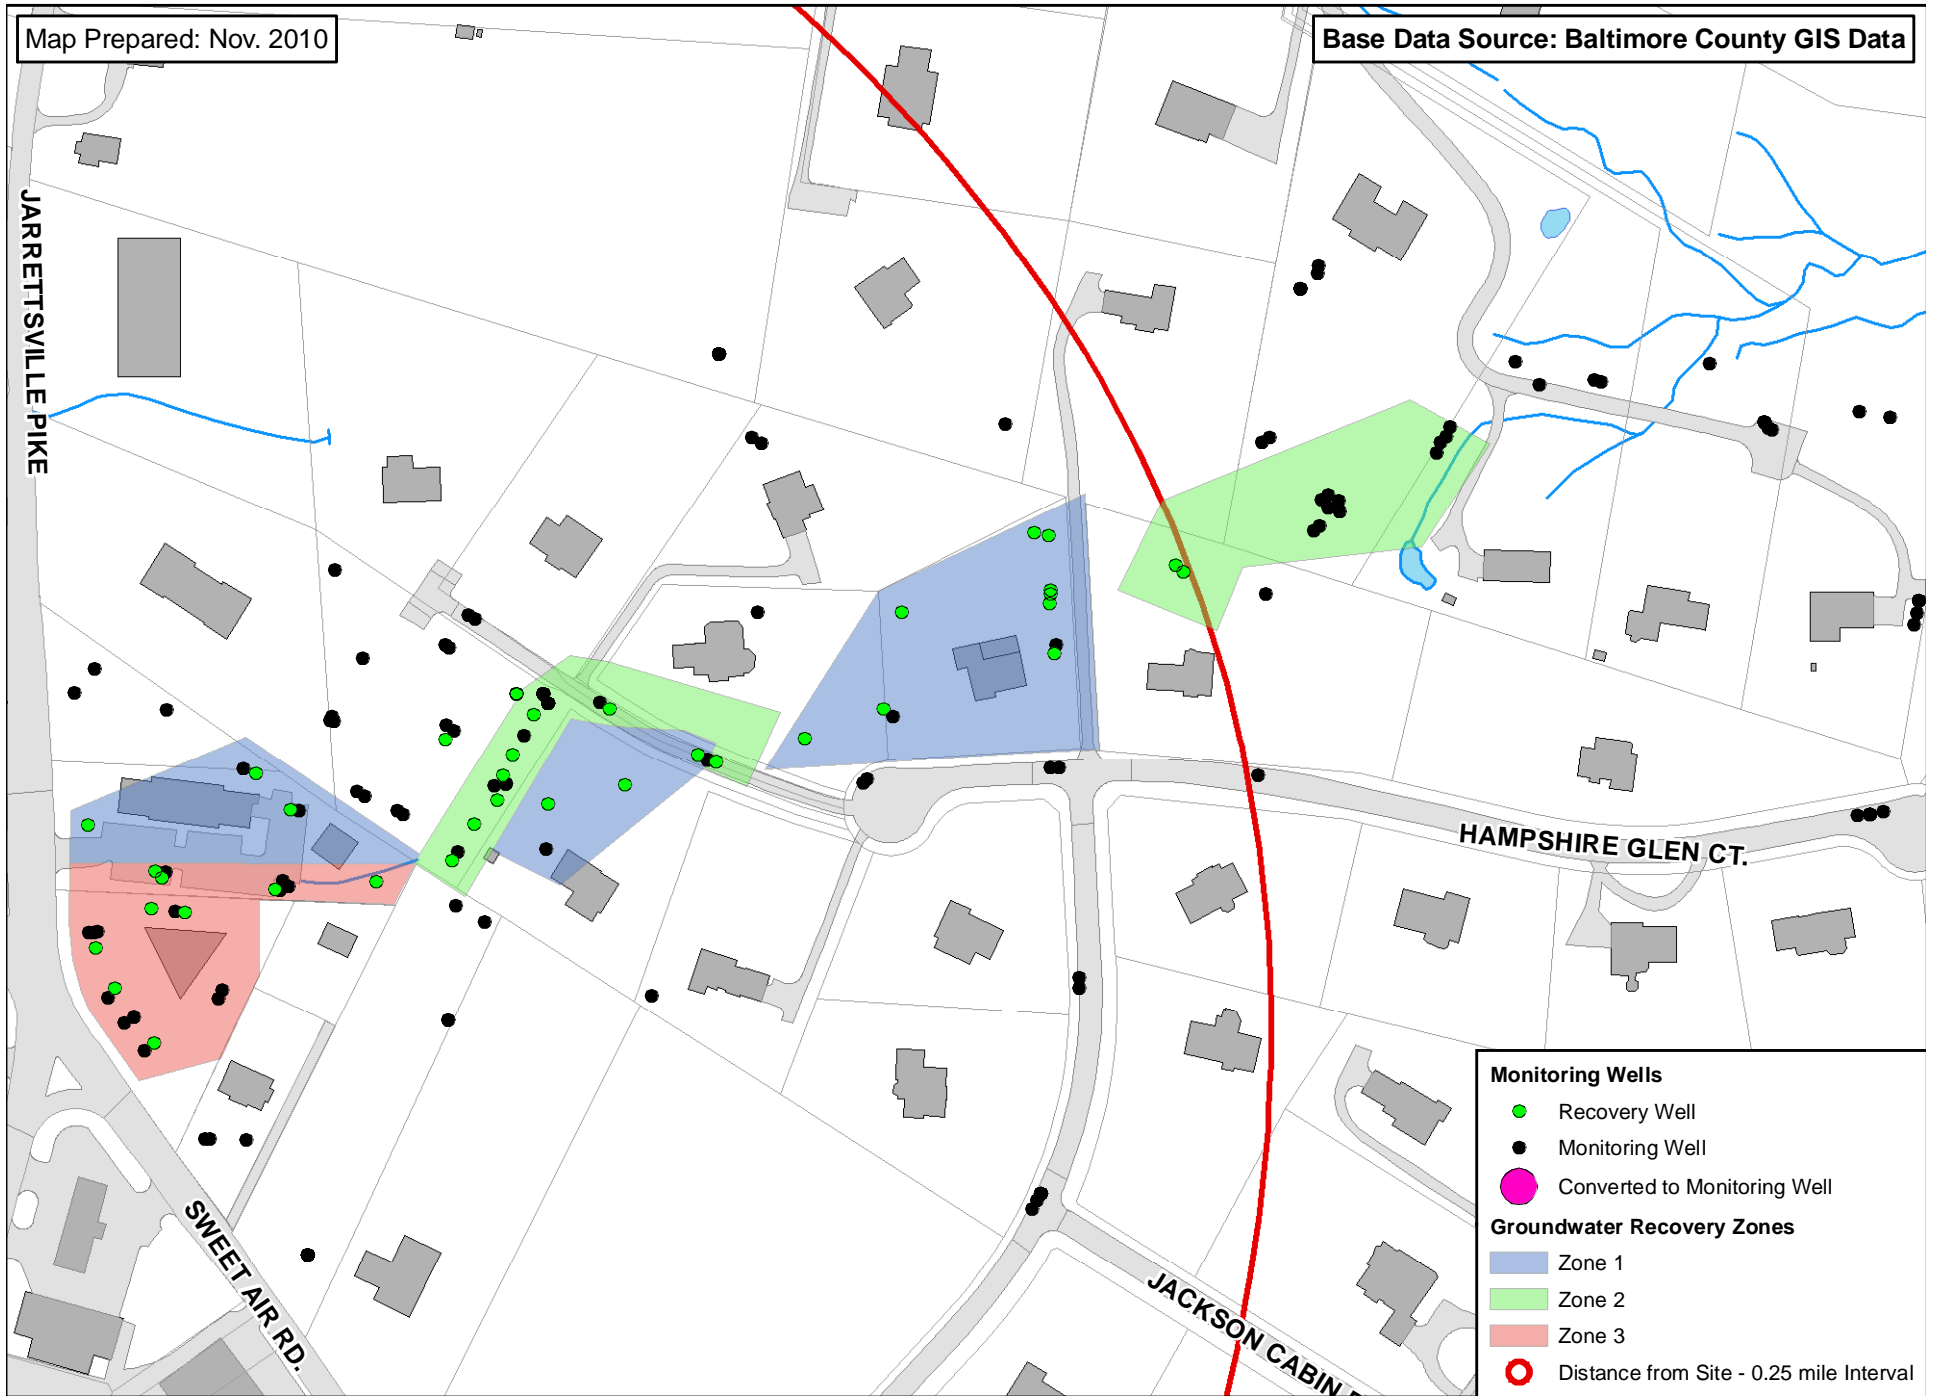 Map Prepared: Nov. 2010
Base Data Source: Baltimore County GIS Data
JARRETTSVILLE PIKE
HAMPSHIRE GLEN CT.
SWEET AIR RD.
JACKSON CABIN
Monitoring Wells
Recovery Well
Monitoring Well
Converted to Monitoring Well
Groundwater Recovery Zones
Zone 1
Zone 2
Zone 3
Distance from Site - 0.25 mile Interval